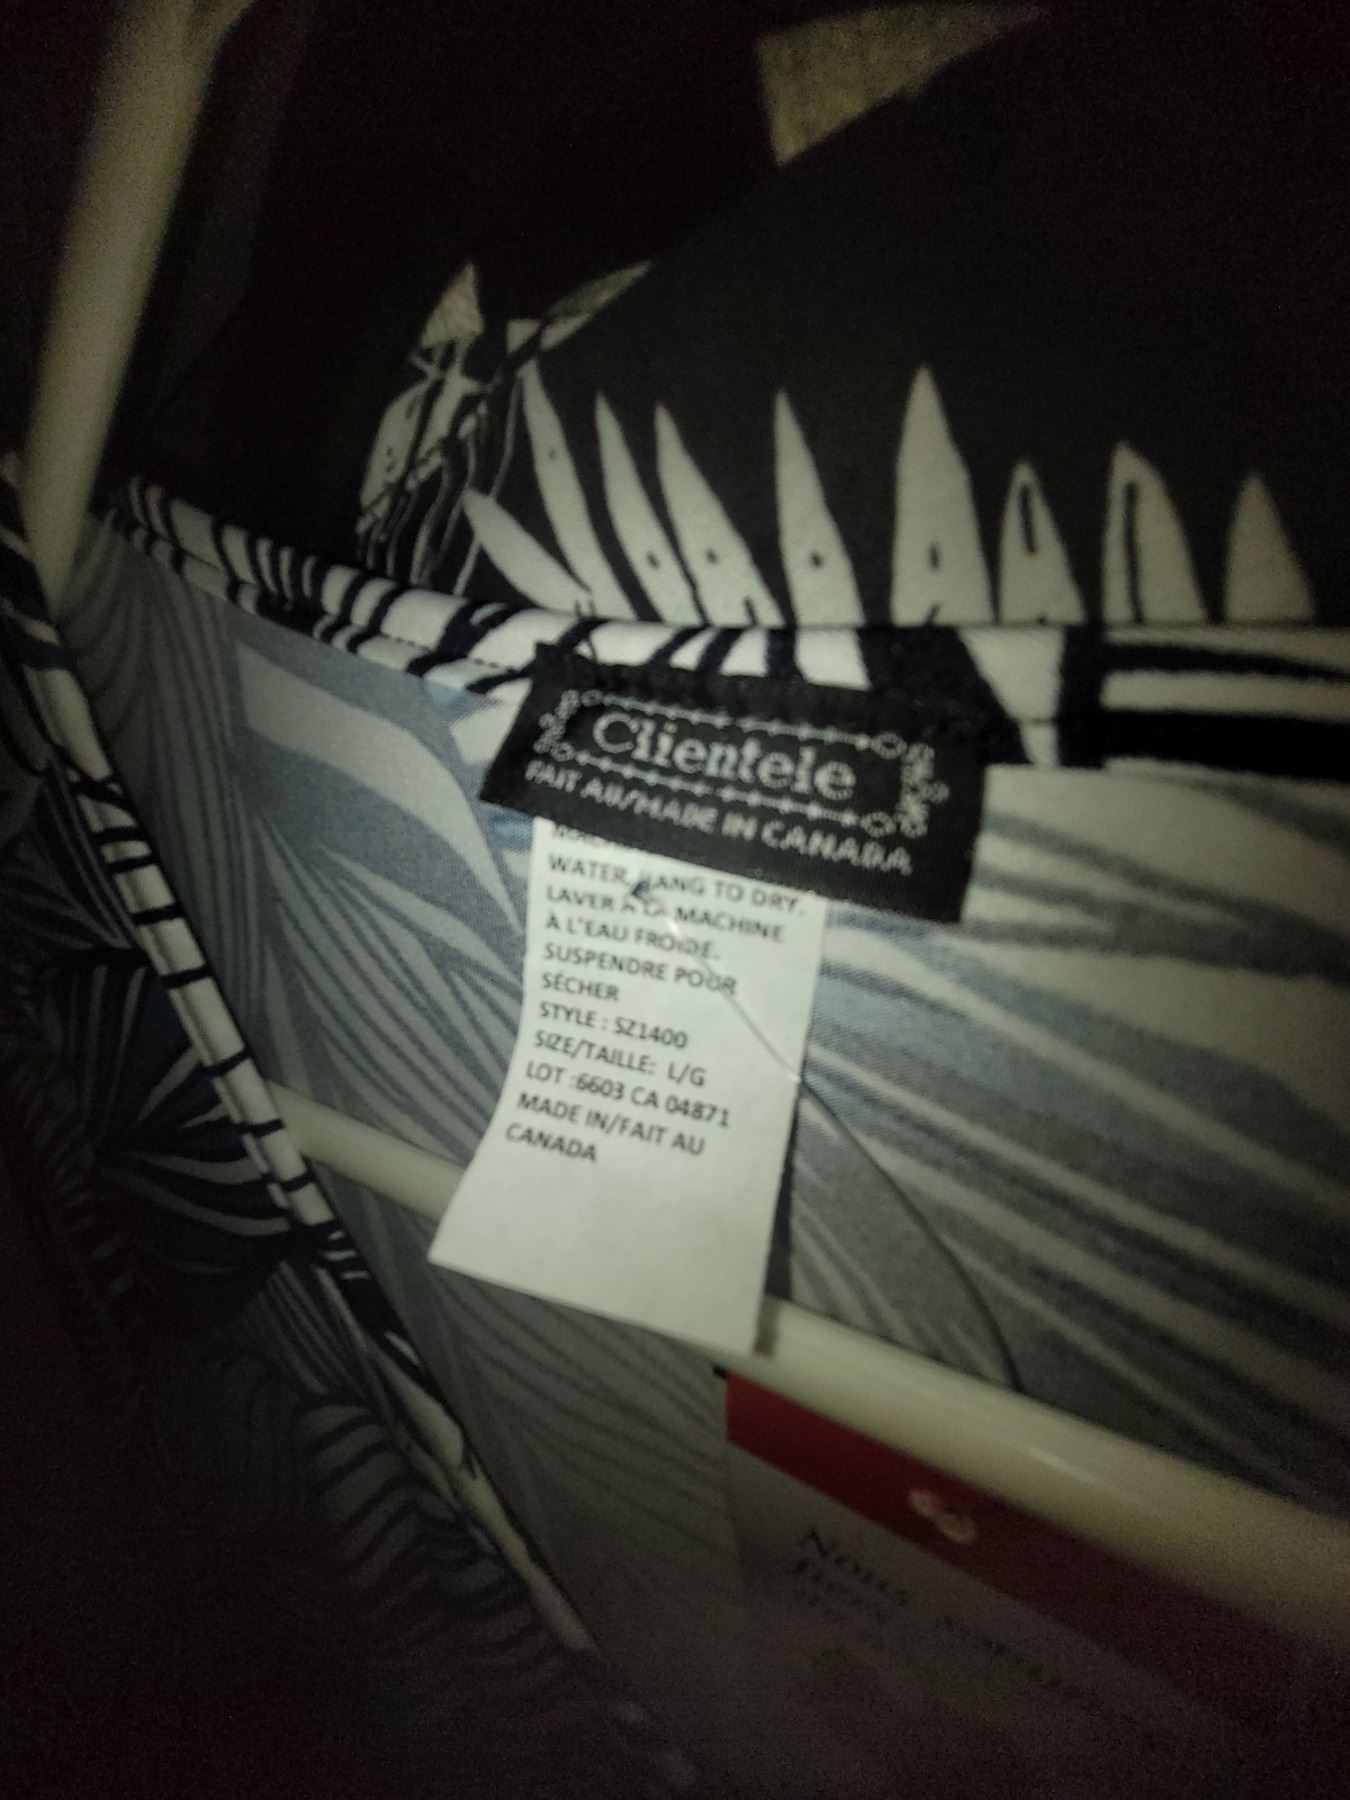 Clientele
FAIT AU/MADE IN CANADA
WATER, HANG TO DRY.
LAVER A LA MACHINE
À L'EAU FROIDE.
SUSPENDRE POUR
SÉCHER
STYLE : SZ1400
SIZE/TAILLE: L/G
LOT :6603 CA 04871
MADE IN/FAIT AU
CANADA
Nous